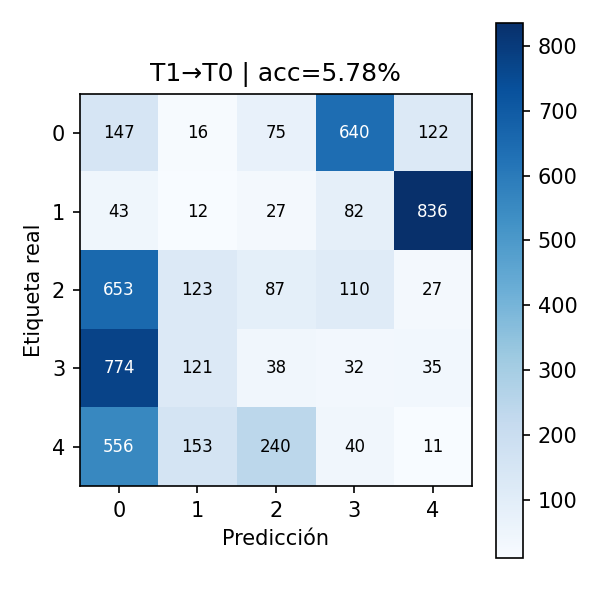 T1→T0 | acc=5.78%
Etiqueta real
0 147 16 75 640 122
1 43 12 27 82 836
2 653 123 87 110 27
3 774 121 38 32 35
4 556 153 240 40 11
0 1 2 3 4
Predicción
800
700
600
500
400
300
200
100